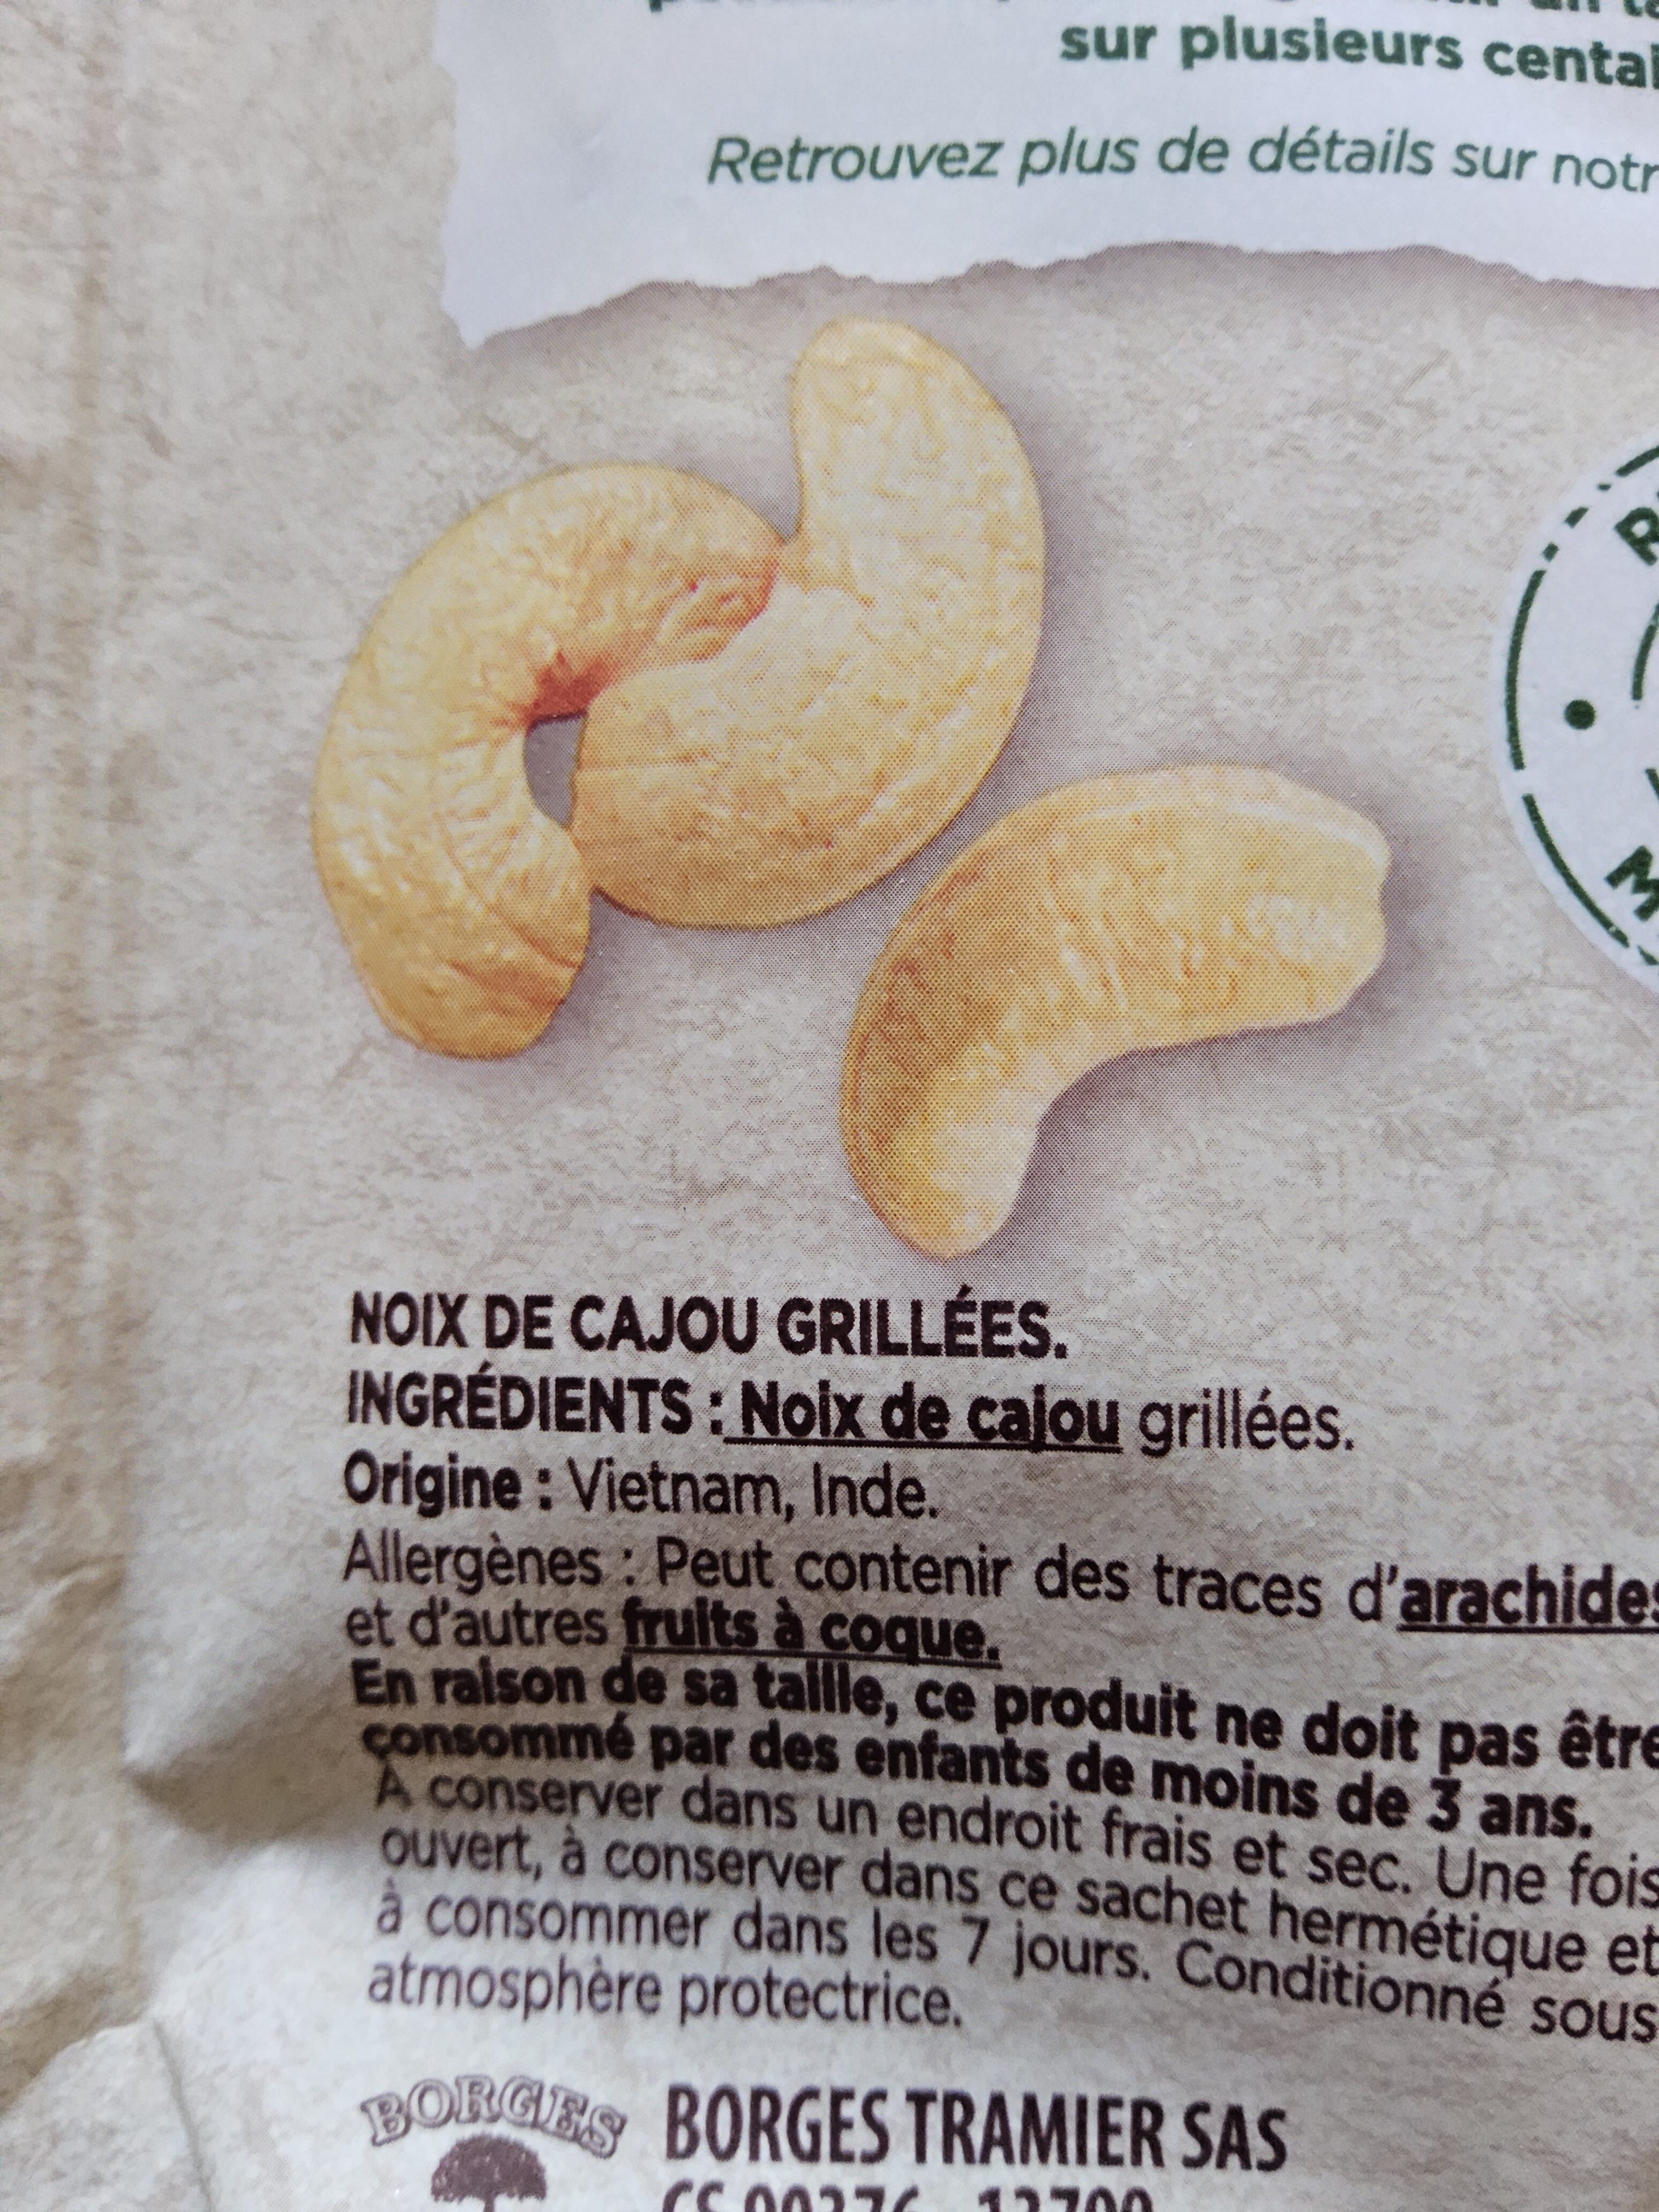 sur plusieurs centai
Retrouvez plus de détails sur notr
NOIX DE CAJOU GRILLÉES.
INGRÉDIENTS : Noix de cajou grillées.
Origine : Vietnam, Inde.
Allergènes : Peut contenir des traces d'arachides
et d'autres fruits à coque.
En raison de sa taille, ce produit ne doit pas être
consommé par des enfants de moins de 3 ans.
À conserver dans un endroit frais et sec. Une fois
ouvert, à conserver dans ce sachet hermétique et
à consommer dans les 7 jours. Conditionné sous
atmosphère protectrice.
BORGES BORGES TRAMIER SAS